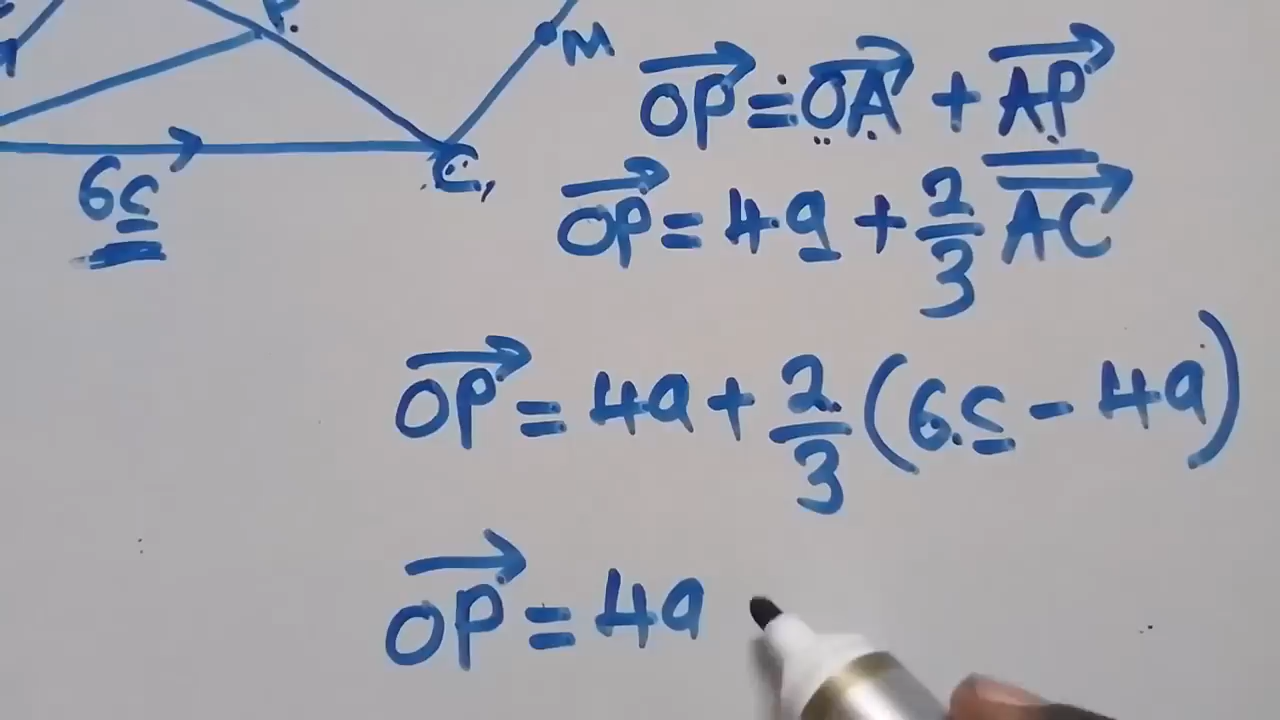 P.
M
C,
6c
OP = OA + AP
OP = 4a + 2/3 AC
OP = 4a + 2/3 (6c - 4a)
OP = 4a